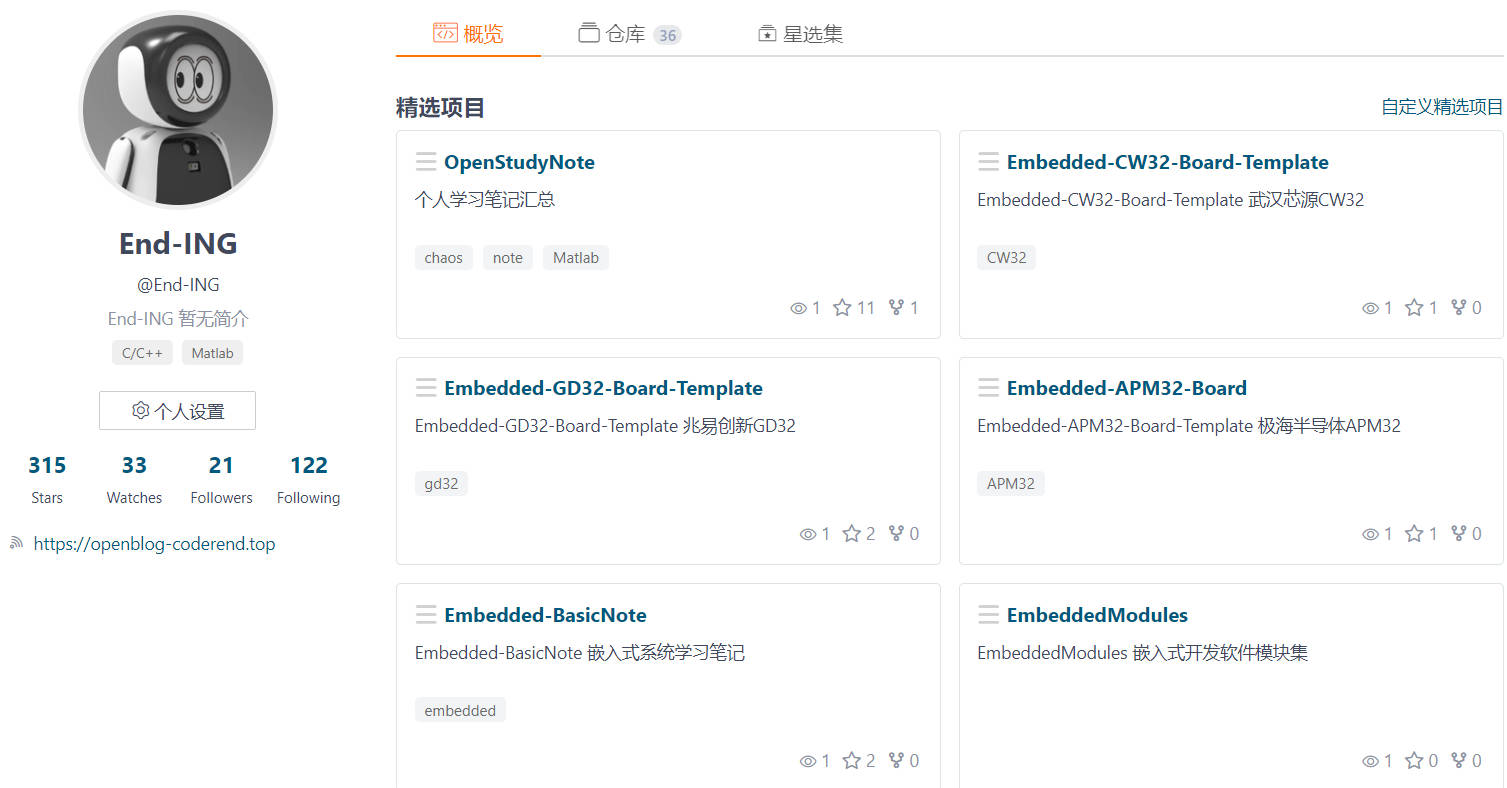 End-ING
@End-ING
End-ING 暂无简介
C/C++ Matlab
个人设置
315 33 21 122
Stars Watches Followers Following
https://openblog-coderend.top
概览 仓库 36 星选集
精选项目 自定义精选项目
OpenStudyNote
个人学习笔记汇总
chaos note Matlab
1 11 1
Embedded-CW32-Board-Template
Embedded-CW32-Board-Template 武汉芯源CW32
CW32
1 1 0
Embedded-GD32-Board-Template
Embedded-GD32-Board-Template 兆易创新GD32
gd32
1 2 0
Embedded-APM32-Board
Embedded-APM32-Board-Template 极海半导体APM32
APM32
1 1 0
Embedded-BasicNote
Embedded-BasicNote 嵌入式系统学习笔记
embedded
1 2 0
EmbeddedModules
EmbeddedModules 嵌入式开发软件模块集
1 0 0